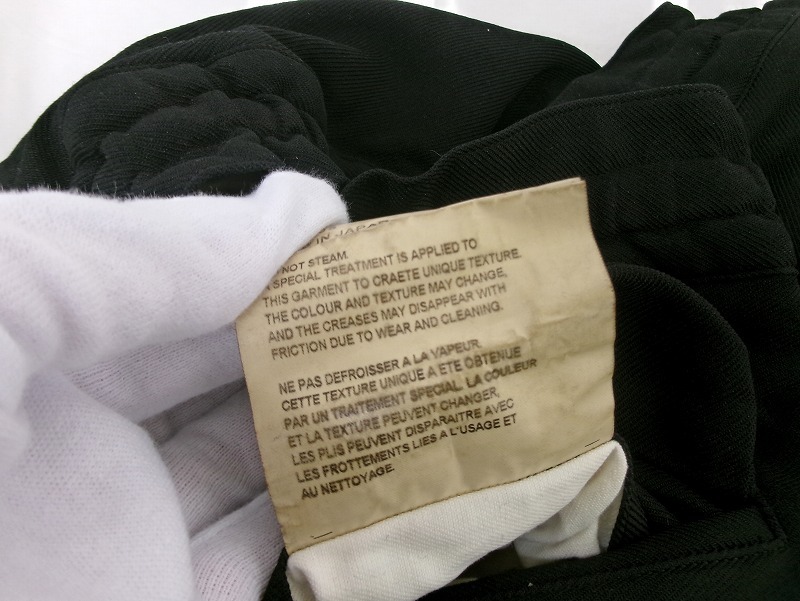 IN JAPAN
NOT STEAM.
SPECIAL TREATMENT IS APPLIED TO
THIS GARMENT TO CRAETE UNIQUE TEXTURE.
THE COLOUR AND TEXTURE MAY CHANGE,
AND THE CREASES MAY DISAPPEAR WITH
FRICTION DUE TO WEAR AND CLEANING.
NE PAS DEFROISSER A LA VAPEUR.
CETTE TEXTURE UNIQUE A ETE OBTENUE
PAR UN TRAITEMENT SPECIAL. LA COULEUR
ET LA TEXTURE PEUVENT CHANGER,
LES PLIS PEUVENT DISPARAITRE AVEC
LES FROTTEMENTS LIES A L'USAGE ET
AU NETTOYAGE.